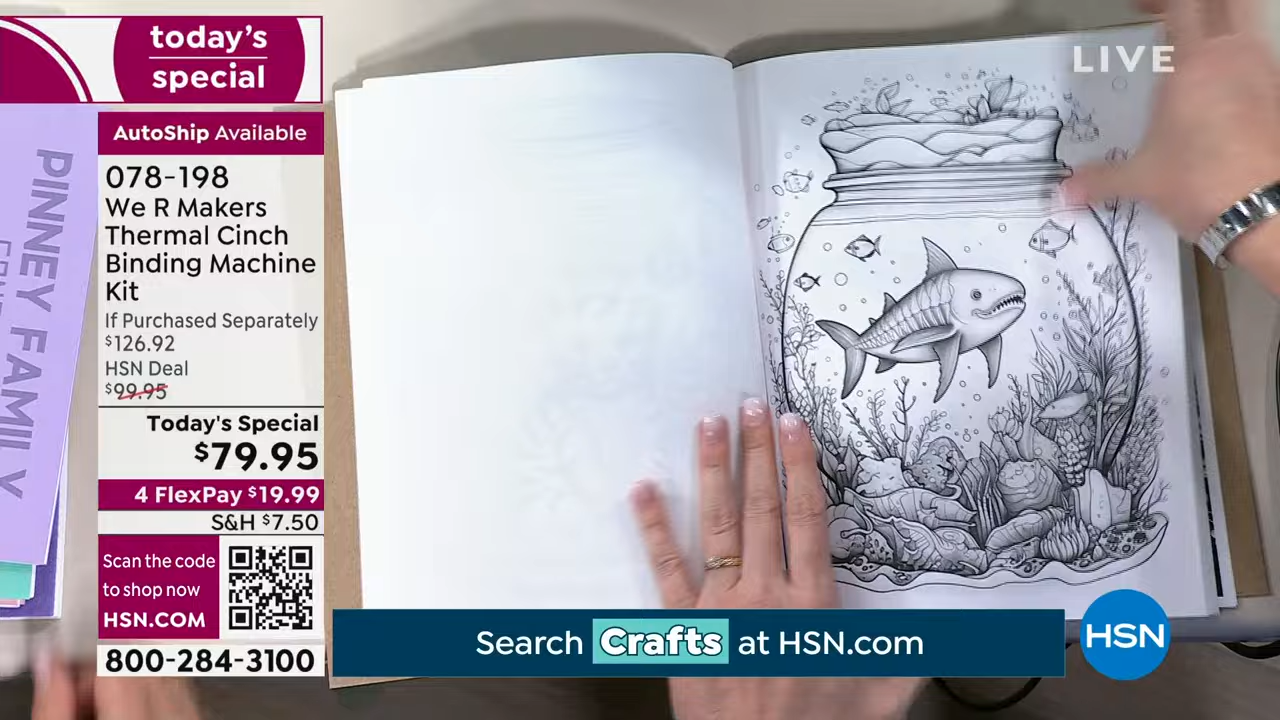 today's
special
LIVE
AutoShip Available
078-198
We R Makers
Thermal Cinch
Binding Machine
Kit
If Purchased Separately
$126.92
HSN Deal
$99.95
Today's Special
$79.95
4 FlexPay $19.99
S&H $7.50
Scan the code
to shop now
HSN.COM
800-284-3100
PINNEY FAMILY
Search Crafts at HSN.com
HSN